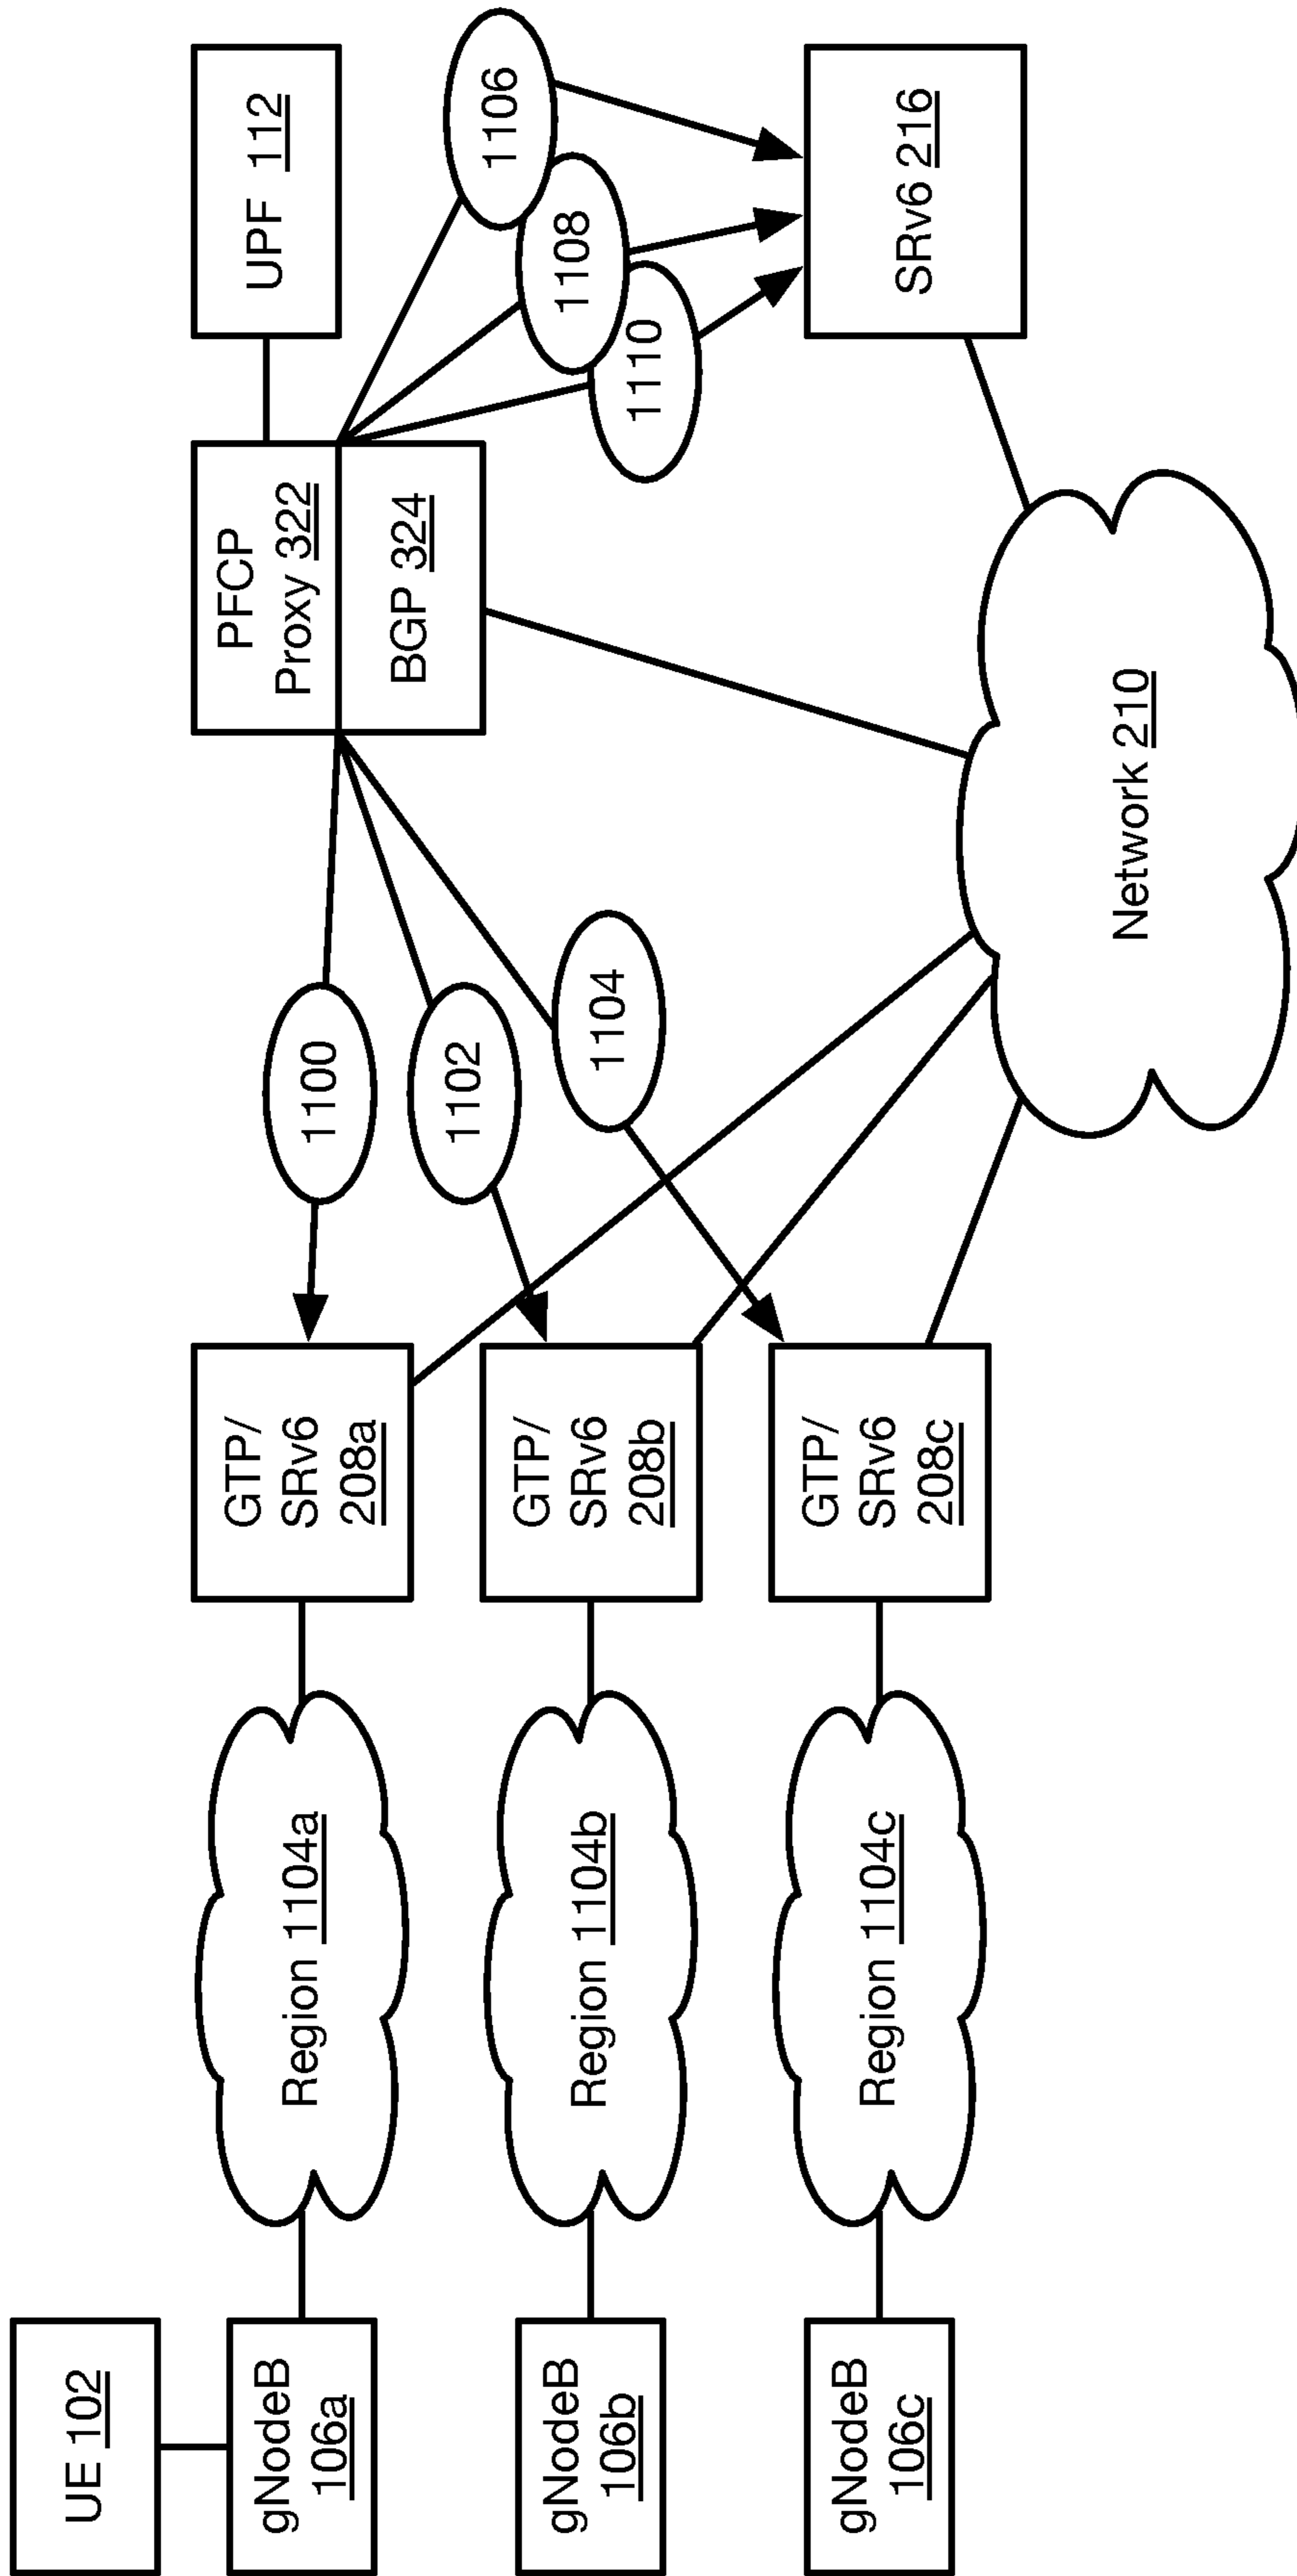 UE 102
gNodeB
106a
Region 1104a
GTP/
SRv6
208a
1100
PFCP
Proxy 322
UPF 112
gNodeB
106b
Region 1104b
GTP/
SRv6
208b
1102
BGP 324
1106
1108
1110
1104
gNodeB
106c
Region 1104c
GTP/
SRv6
208c
SRv6 216
Network 210